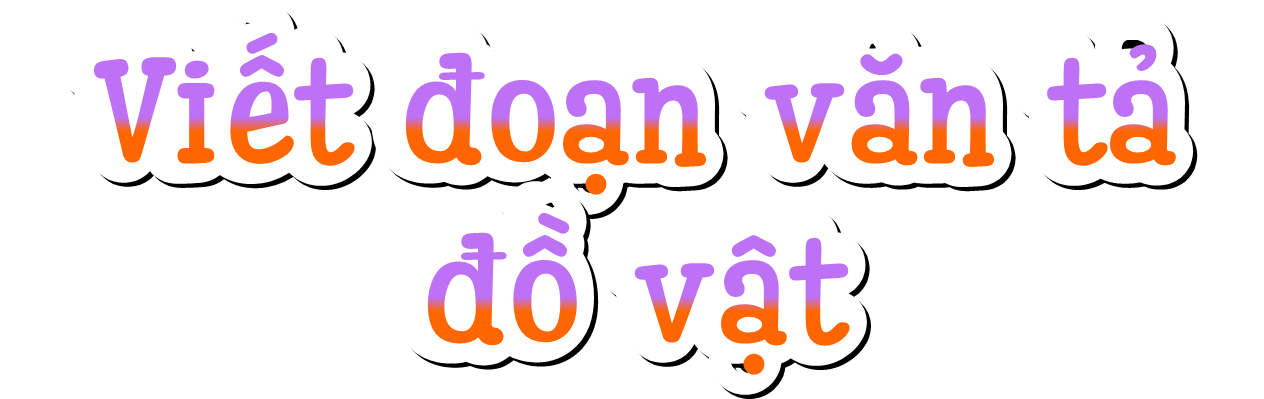 Viết đoạn văn tả
đồ vật